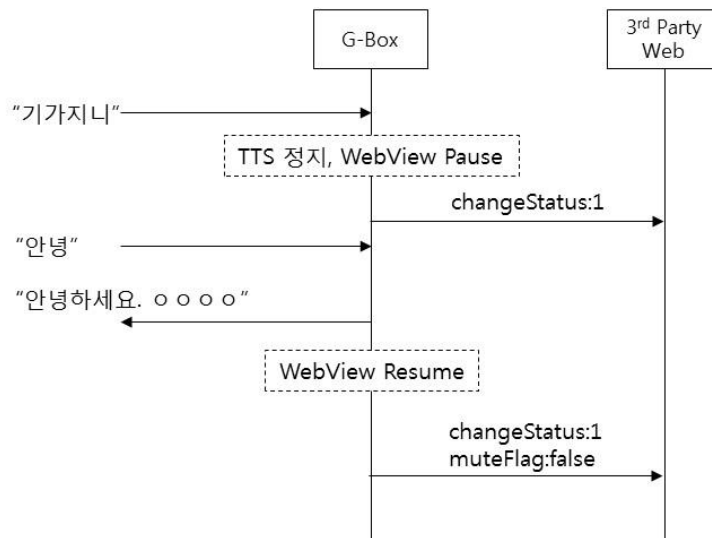 G-Box
3rd Party
Web
"기가지니"
TTS 정지, WebView Pause
changeStatus:1
"안녕"
"안녕하세요. ㅇㅇㅇㅇ"
WebView Resume
changeStatus:1
muteFlag:false